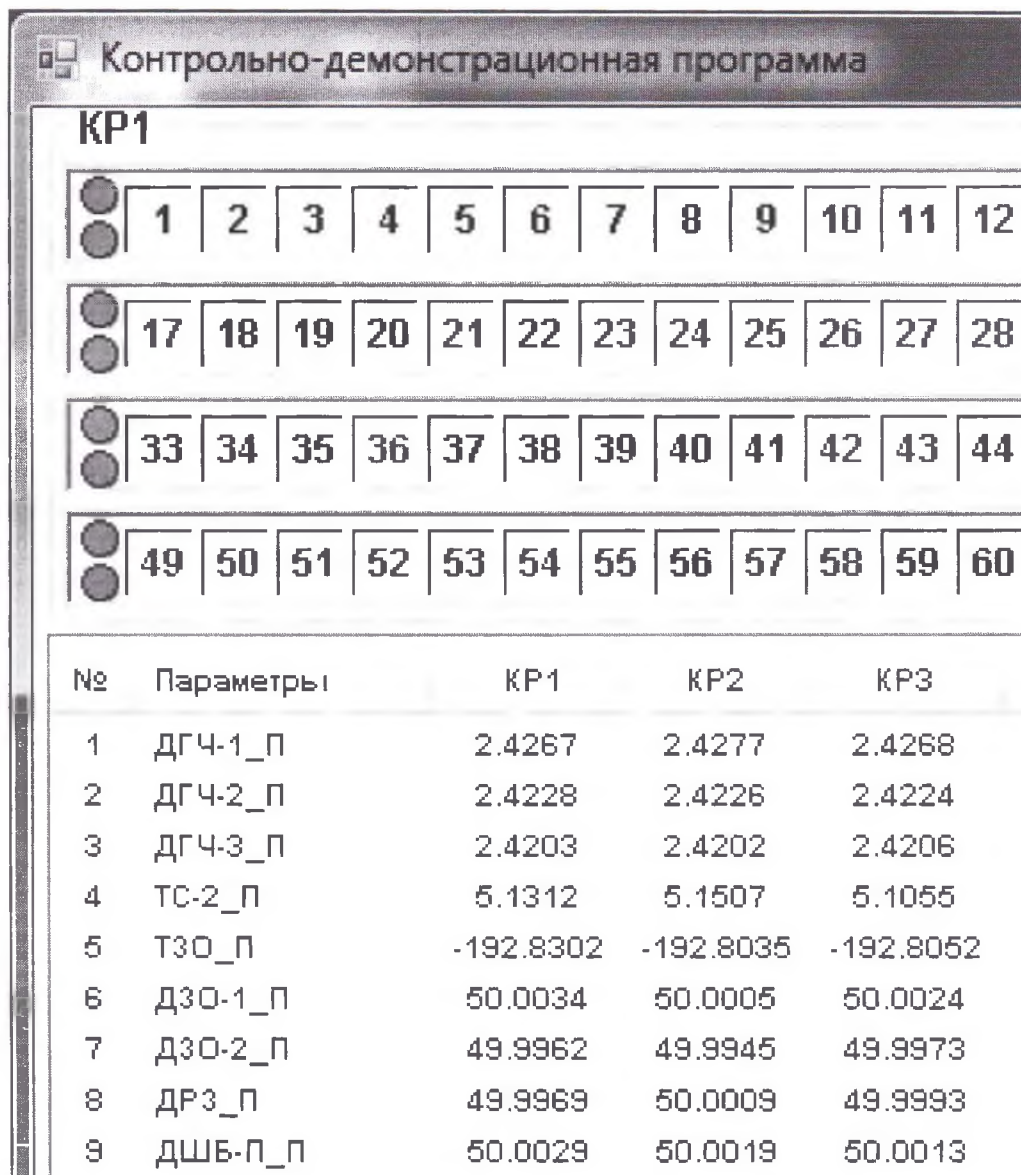 Контрольно-демонстрационная программа
КР1
1 2 3 4 5 6 7 8 9 10 11 12
17 18 19 20 21 22 23 24 25 26 27 28
33 34 35 36 37 38 39 40 41 42 43 44
49 50 51 52 53 54 55 56 57 58 59 60
№ Параметры КР1 КР2 КР3
1 ДГЧ-1_П 2.4267 2.4277 2.4268
2 ДГЧ-2_П 2.4228 2.4226 2.4224
3 ДГЧ-3_П 2.4203 2.4202 2.4206
4 ТС-2_П 5.1312 5.1507 5.1055
5 ТЗО_П -192.8302 -192.8035 -192.8052
6 ДЗО-1_П 50.0034 50.0005 50.0024
7 ДЗО-2_П 49.9962 49.9945 49.9973
8 ДРЗ_П 49.9969 50.0009 49.9993
9 ДШБ-П_П 50.0029 50.0019 50.0013